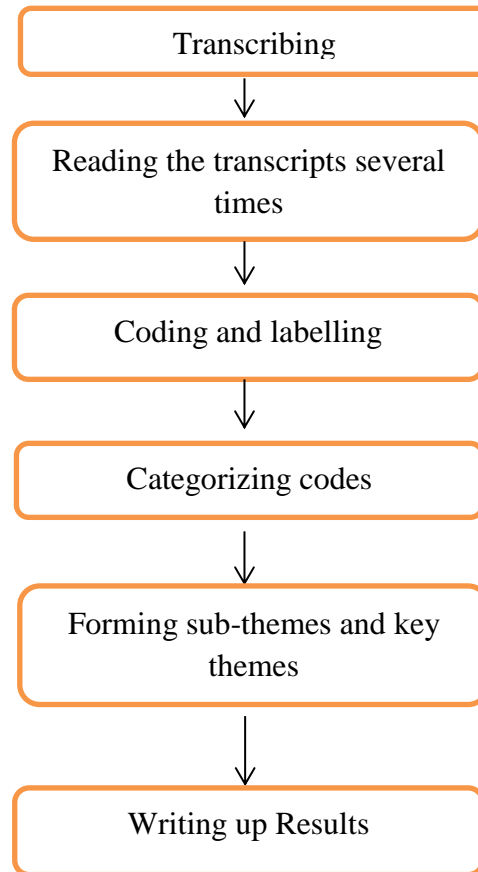 Transcribing
Reading the transcripts several
times
Coding and labelling
Categorizing codes
Forming sub-themes and key
themes
Writing up Results